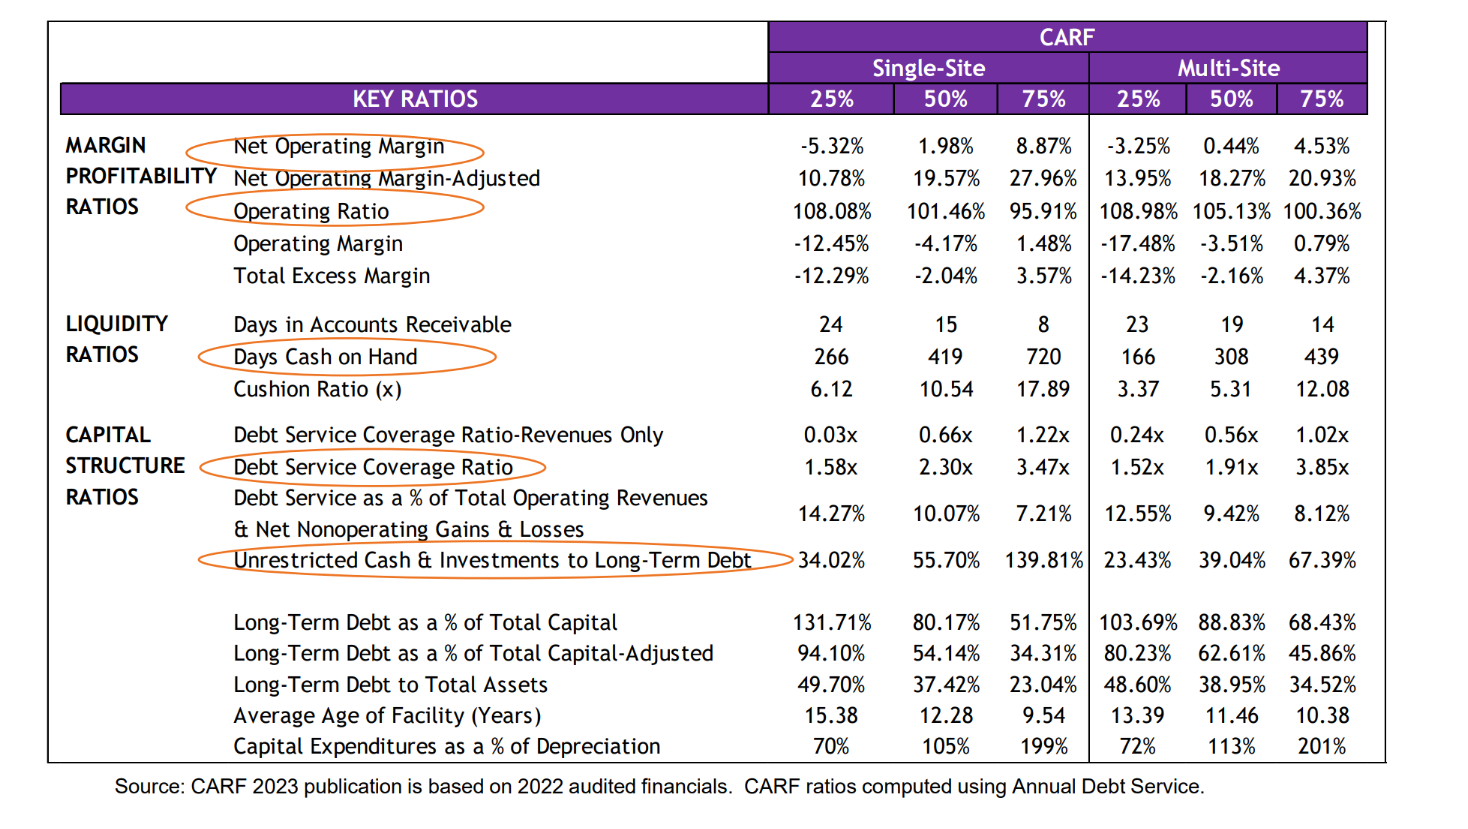 CARF
Single-Site Multi-Site
KEY RATIOS 25% 50% 75% 25% 50% 75%
MARGIN Net Operating Margin -5.32% 1.98% 8.87% -3.25% 0.44% 4.53%
PROFITABILITY Net Operating Margin-Adjusted 10.78% 19.57% 27.96% 13.95% 18.27% 20.93%
RATIOS Operating Ratio 108.08% 101.46% 95.91% 108.98% 105.13% 100.36%
Operating Margin -12.45% -4.17% 1.48% -17.48% -3.51% 0.79%
Total Excess Margin -12.29% -2.04% 3.57% -14.23% -2.16% 4.37%
LIQUIDITY Days in Accounts Receivable 24 15 8 23 19 14
RATIOS Days Cash on Hand 266 419 720 166 308 439
Cushion Ratio (x) 6.12 10.54 17.89 3.37 5.31 12.08
CAPITAL Debt Service Coverage Ratio-Revenues Only 0.03x 0.66x 1.22x 0.24x 0.56x 1.02x
STRUCTURE Debt Service Coverage Ratio 1.58x 2.30x 3.47x 1.52x 1.91x 3.85x
RATIOS Debt Service as a % of Total Operating Revenues
& Net Nonoperating Gains & Losses 14.27% 10.07% 7.21% 12.55% 9.42% 8.12%
Unrestricted Cash & Investments to Long-Term Debt 34.02% 55.70% 139.81% 23.43% 39.04% 67.39%
Long-Term Debt as a % of Total Capital 131.71% 80.17% 51.75% 103.69% 88.83% 68.43%
Long-Term Debt as a % of Total Capital-Adjusted 94.10% 54.14% 34.31% 80.23% 62.61% 45.86%
Long-Term Debt to Total Assets 49.70% 37.42% 23.04% 48.60% 38.95% 34.52%
Average Age of Facility (Years) 15.38 12.28 9.54 13.39 11.46 10.38
Capital Expenditures as a % of Depreciation 70% 105% 199% 72% 113% 201%
Source: CARF 2023 publication is based on 2022 audited financials. CARF ratios computed using Annual Debt Service.